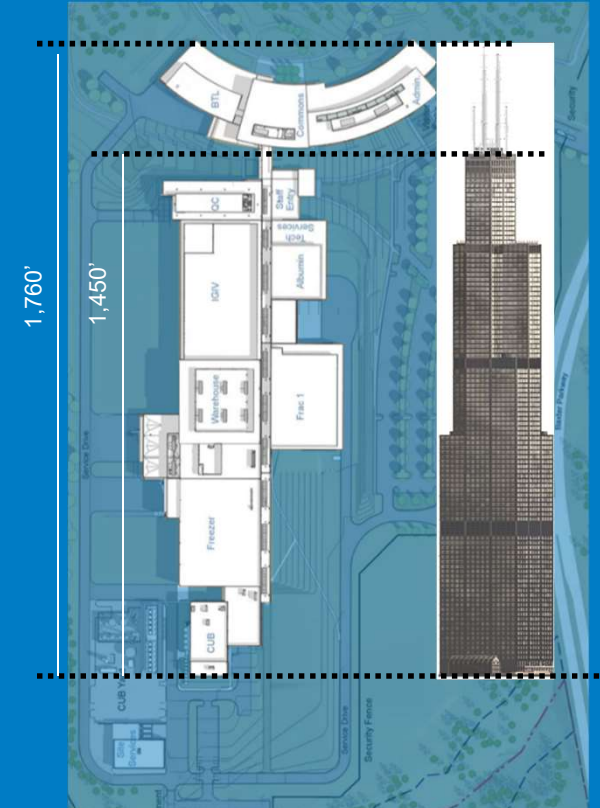 1,760'
1,450'
BTL
Commons
Admin
Security
QC
Staff
Entry
Tech
Services
IGIV
Albumin
Warehouse
Frac 1
Freezer
CUB
CUB
Site
Services
Service Drive
Service Drive
Security Fence
Parkway